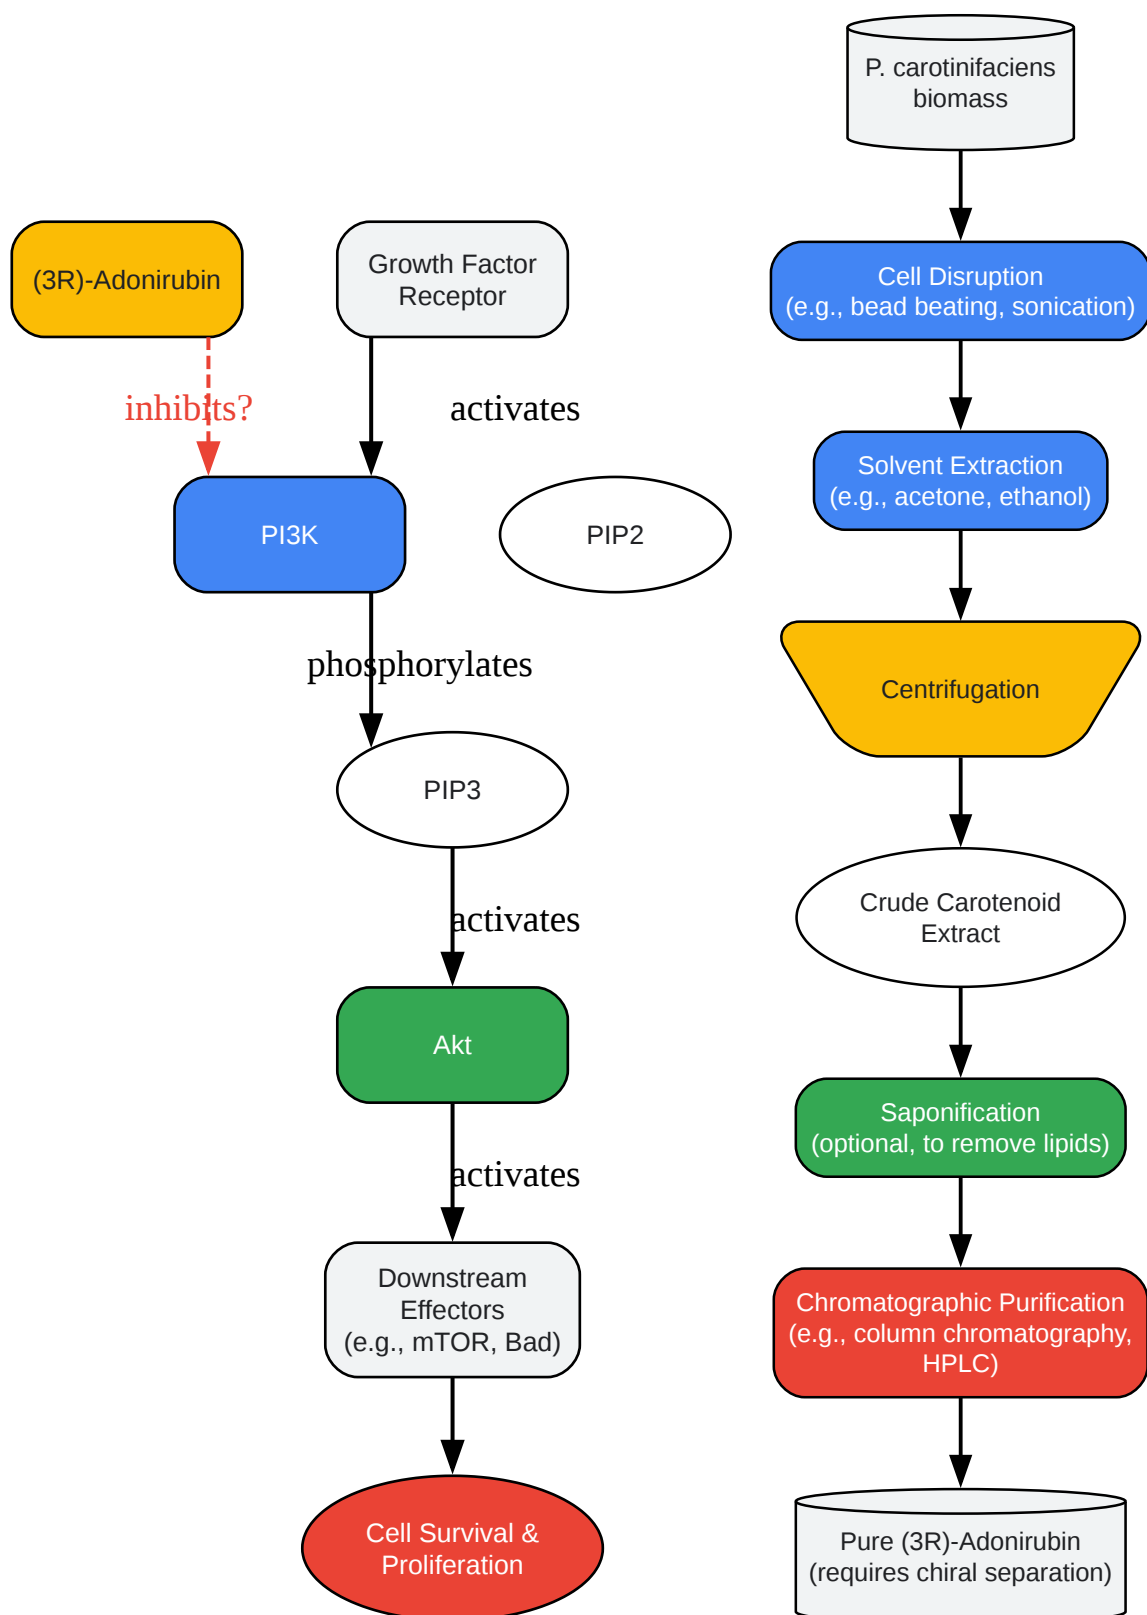 (3R)-Adonirubin
Growth Factor
Receptor
inhibits?
activates
PI3K
PIP2
phosphorylates
PIP3
activates
Akt
activates
Downstream
Effectors
(e.g., mTOR, Bad)
Cell Survival &
Proliferation
P. carotinifaciens
biomass
Cell Disruption
(e.g., bead beating, sonication)
Solvent Extraction
(e.g., acetone, ethanol)
Centrifugation
Crude Carotenoid
Extract
Saponification
(optional, to remove lipids)
Chromatographic Purification
(e.g., column chromatography,
HPLC)
Pure (3R)-Adonirubin
(requires chiral separation)